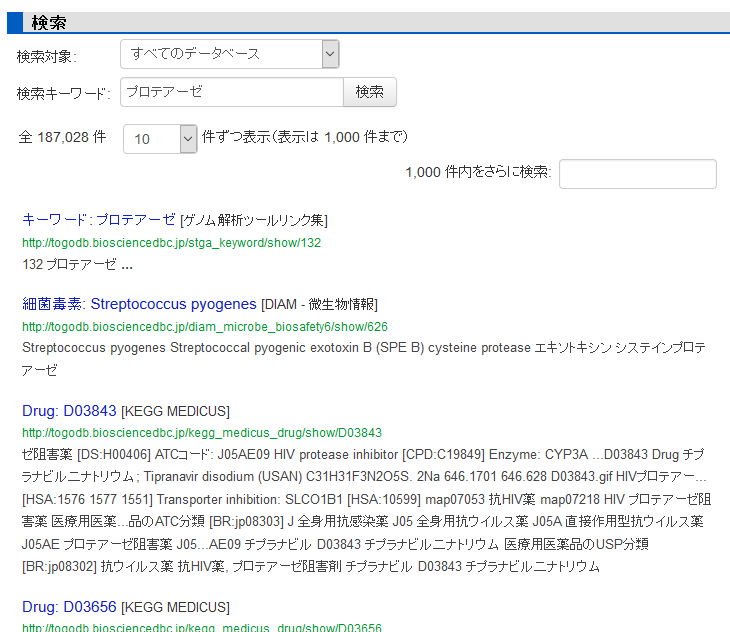 検索
検索対象: すべてのデータベース
検索キーワード: プロテアーゼ 検索
全 187,028 件 10 件ずつ表示(表示は 1,000 件まで)
1,000 件内をさらに検索:
キーワード: プロテアーゼ [ゲノム解析ツールリンク集]
http://togodb.biosciencedbc.jp/stga_keyword/show/132
132 プロテアーゼ ...
細菌毒素: Streptococcus pyogenes [DIAM - 微生物情報]
http://togodb.biosciencedbc.jp/diam_microbe_biosafety6/show/626
Streptococcus pyogenes Streptococcal pyogenic exotoxin B (SPE B) cysteine protease エキソトキシン システインプロテ
アーゼ
Drug: D03843 [KEGG MEDICUS]
http://togodb.biosciencedbc.jp/kegg_medicus_drug/show/D03843
ゼ阻害薬 [DS:H00406] ATCコード: J05AE09 HIV protease inhibitor [CPD:C19849] Enzyme: CYP3A ...D03843 Drug チプ
ラナビル二ナトリウム; Tipranavir disodium (USAN) C31H31F3N2O5S. 2Na 646.1701 646.628 D03843.gif HIVプロテアー...
[HSA:1576 1577 1551] Transporter inhibition: SLCO1B1 [HSA:10599] map07053 抗HIV薬 map07218 HIV プロテアーゼ阻
害薬 医療用医薬...品のATC分類 [BR:jp08303] J 全身用抗感染薬 J05 全身用抗ウイルス薬 J05A 直接作用型抗ウイルス薬
J05AE プロテアーゼ阻害薬 J05...AE09 チプラナビル D03843 チプラナビル二ナトリウム 医療用医薬品のUSP分類
[BR:jp08302] 抗ウイルス薬 抗HIV薬, プロテアーゼ阻害剤 チプラナビル D03843 チプラナビル二ナトリウム
Drug: D03656 [KEGG MEDICUS]
http://togodb.biosciencedbc.jp/kegg_medicus_drug/show/D03656